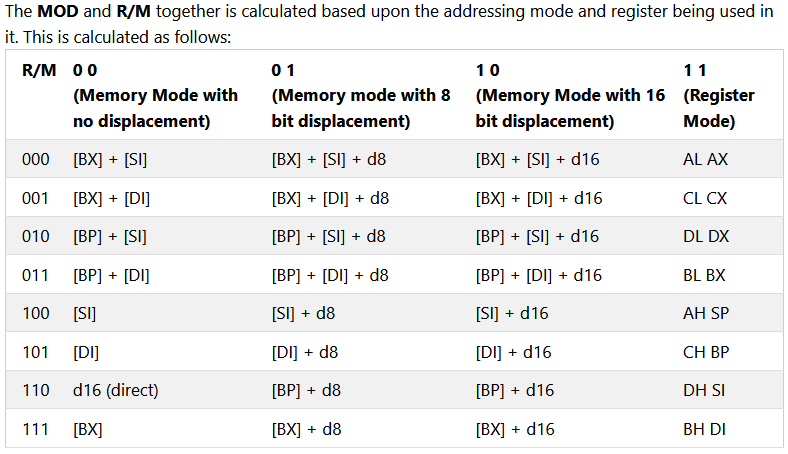 The MOD and R/M together is calculated based upon the addressing mode and register being used in
it. This is calculated as follows:
R/M 0 0 0 1 1 0 1 1
(Memory Mode with (Memory mode with 8 (Memory Mode with 16 (Register
no displacement) bit displacement) bit displacement) Mode)
000 [BX] + [SI] [BX] + [SI] + d8 [BX] + [SI] + d16 AL AX
001 [BX] + [DI] [BX] + [DI] + d8 [BX] + [DI] + d16 CL CX
010 [BP] + [SI] [BP] + [SI] + d8 [BP] + [SI] + d16 DL DX
011 [BP] + [DI] [BP] + [DI] + d8 [BP] + [DI] + d16 BL BX
100 [SI] [SI] + d8 [SI] + d16 AH SP
101 [DI] [DI] + d8 [DI] + d16 CH BP
110 d16 (direct) [BP] + d8 [BP] + d16 DH SI
111 [BX] [BX] + d8 [BX] + d16 BH DI